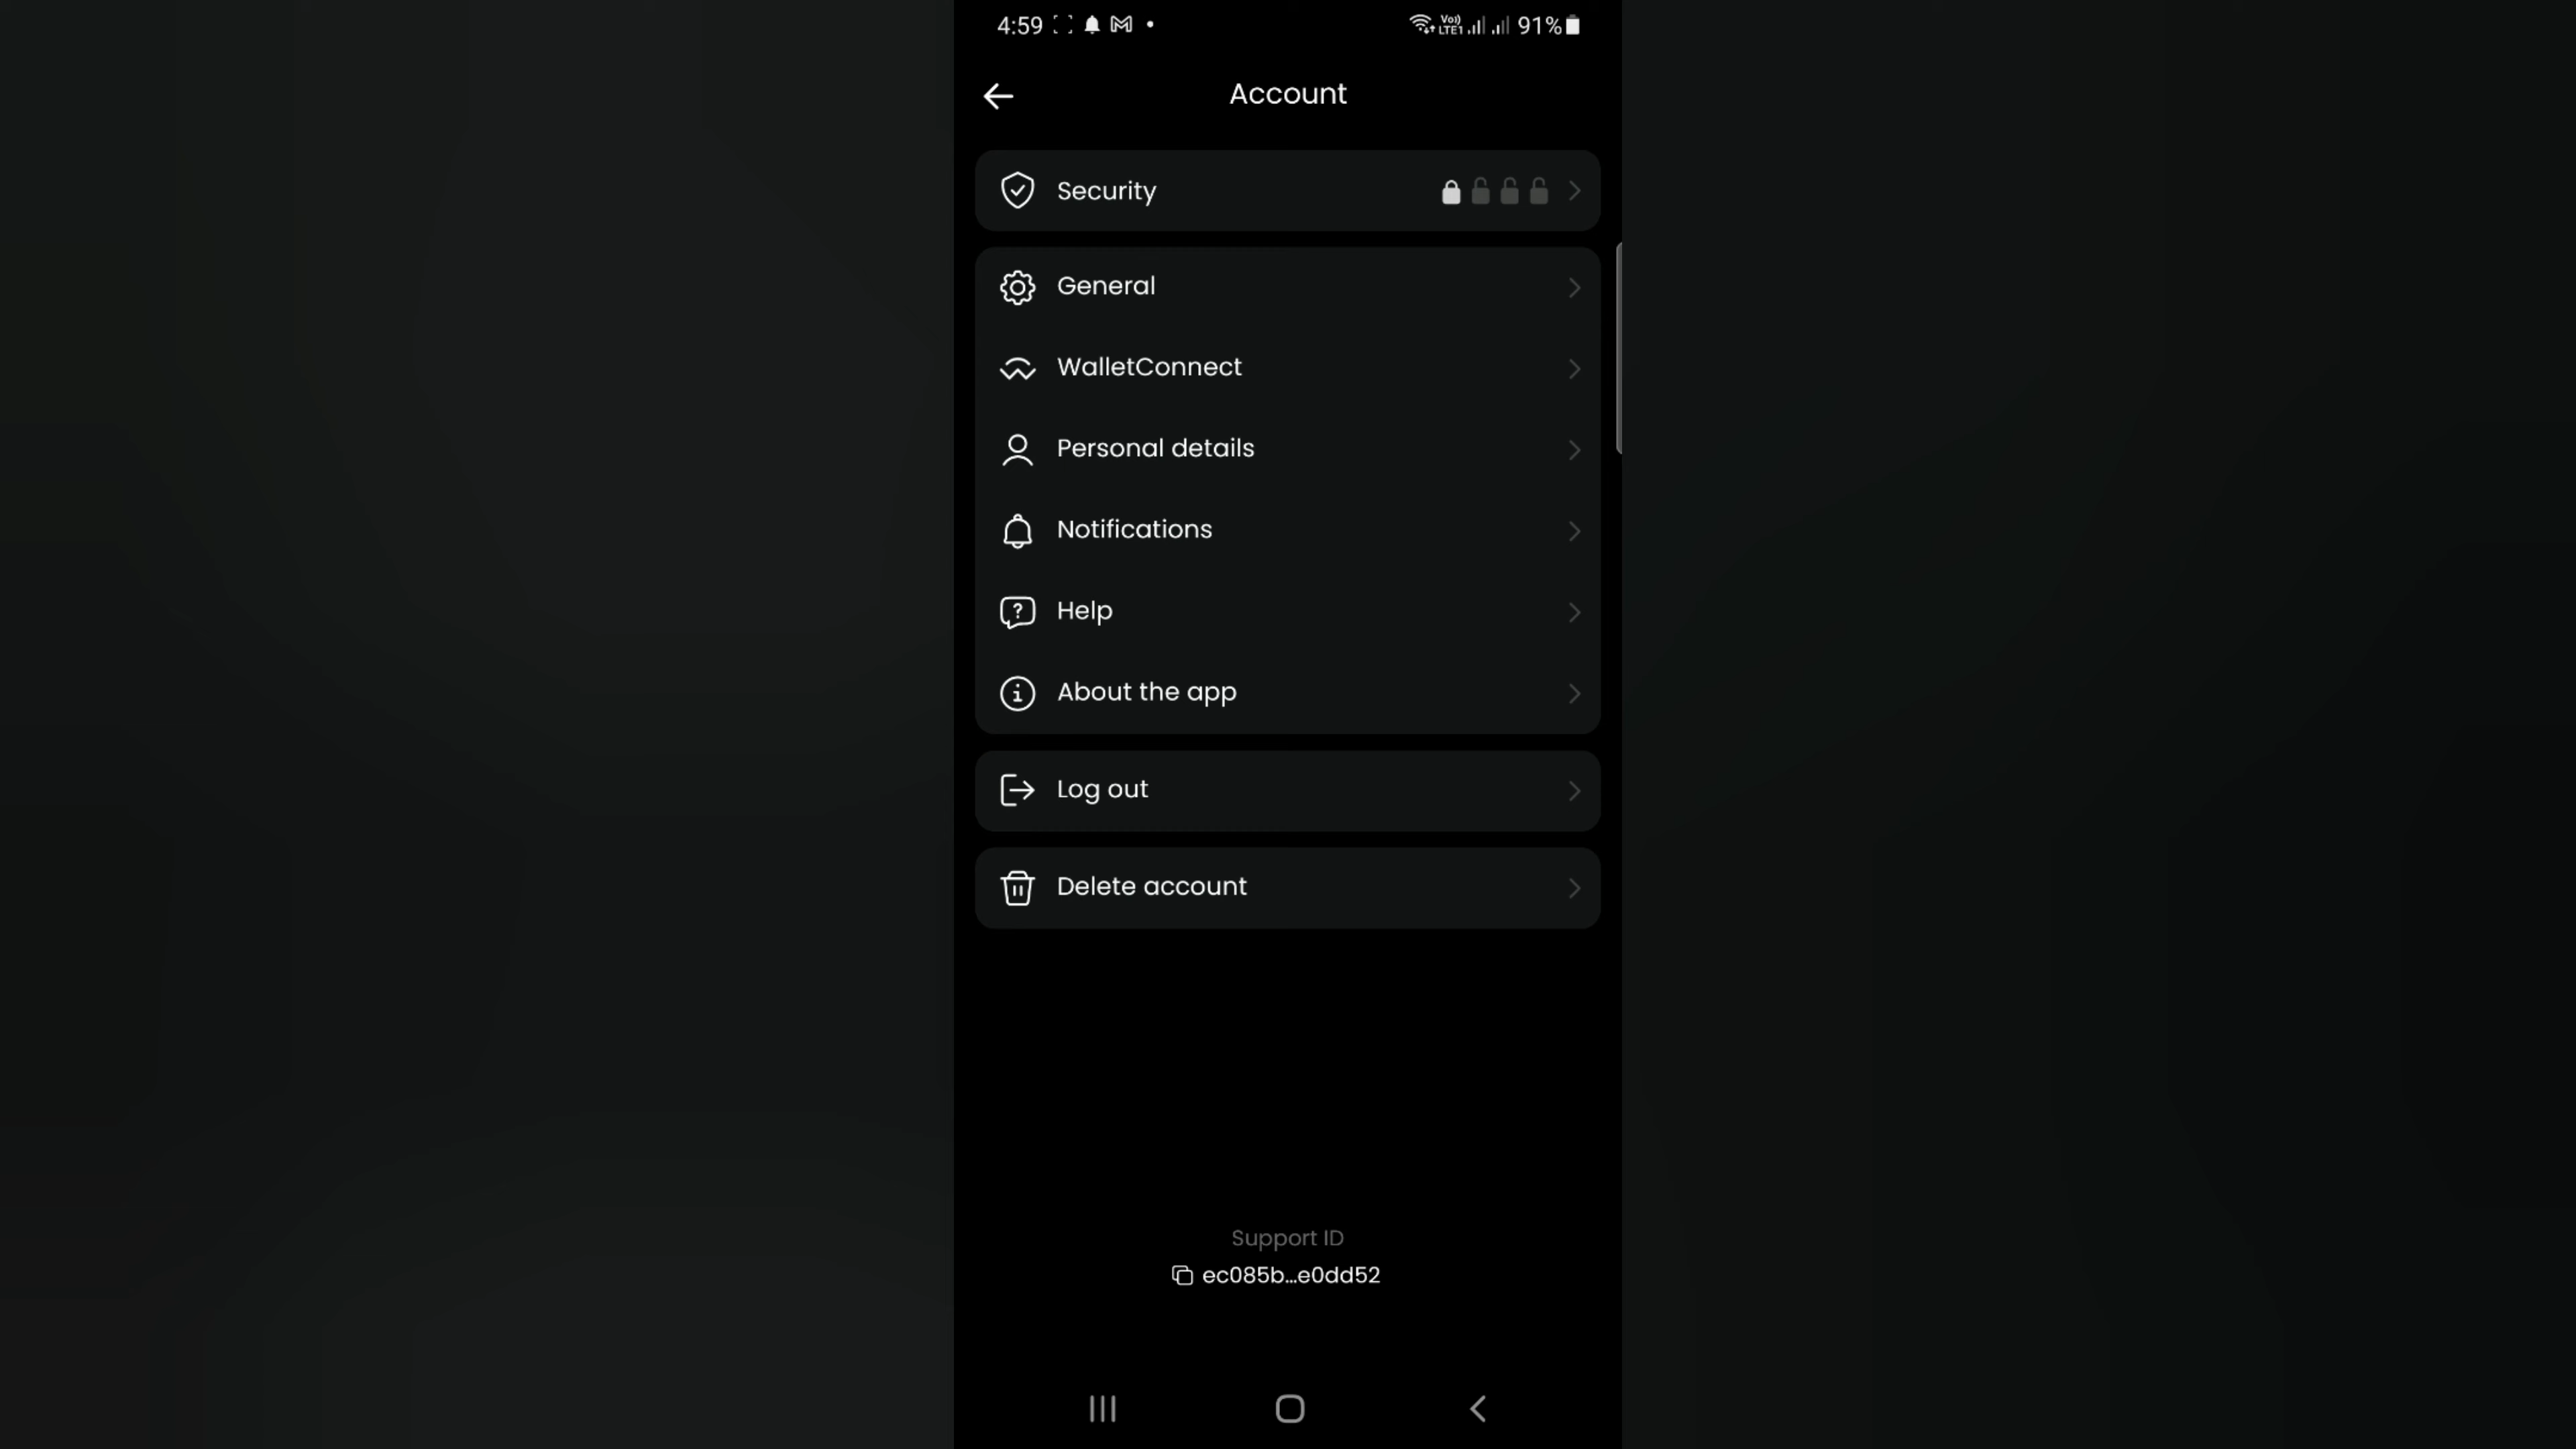 4:59 91%
Account
Security
General
WalletConnect
Personal details
Notifications
Help
About the app
Log out
Delete account
Support ID
ec085b...e0dd52